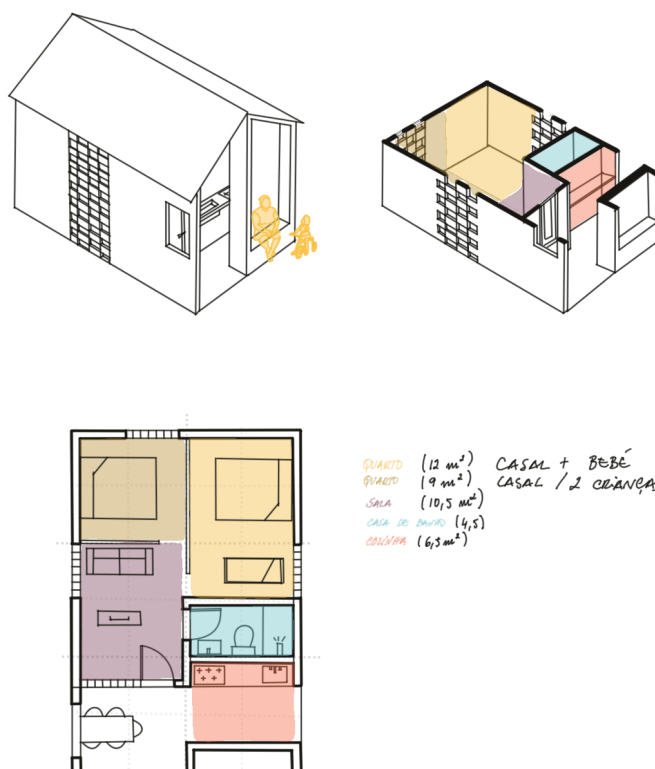 QUARTO (12 m²) CASAL + BEBÉ
QUARTO (9 m²) CASAL / 2 CRIANÇA
SALA (10,5 m²)
CASA DE BANHO (4,5)
COZINHA (6,5 m²)